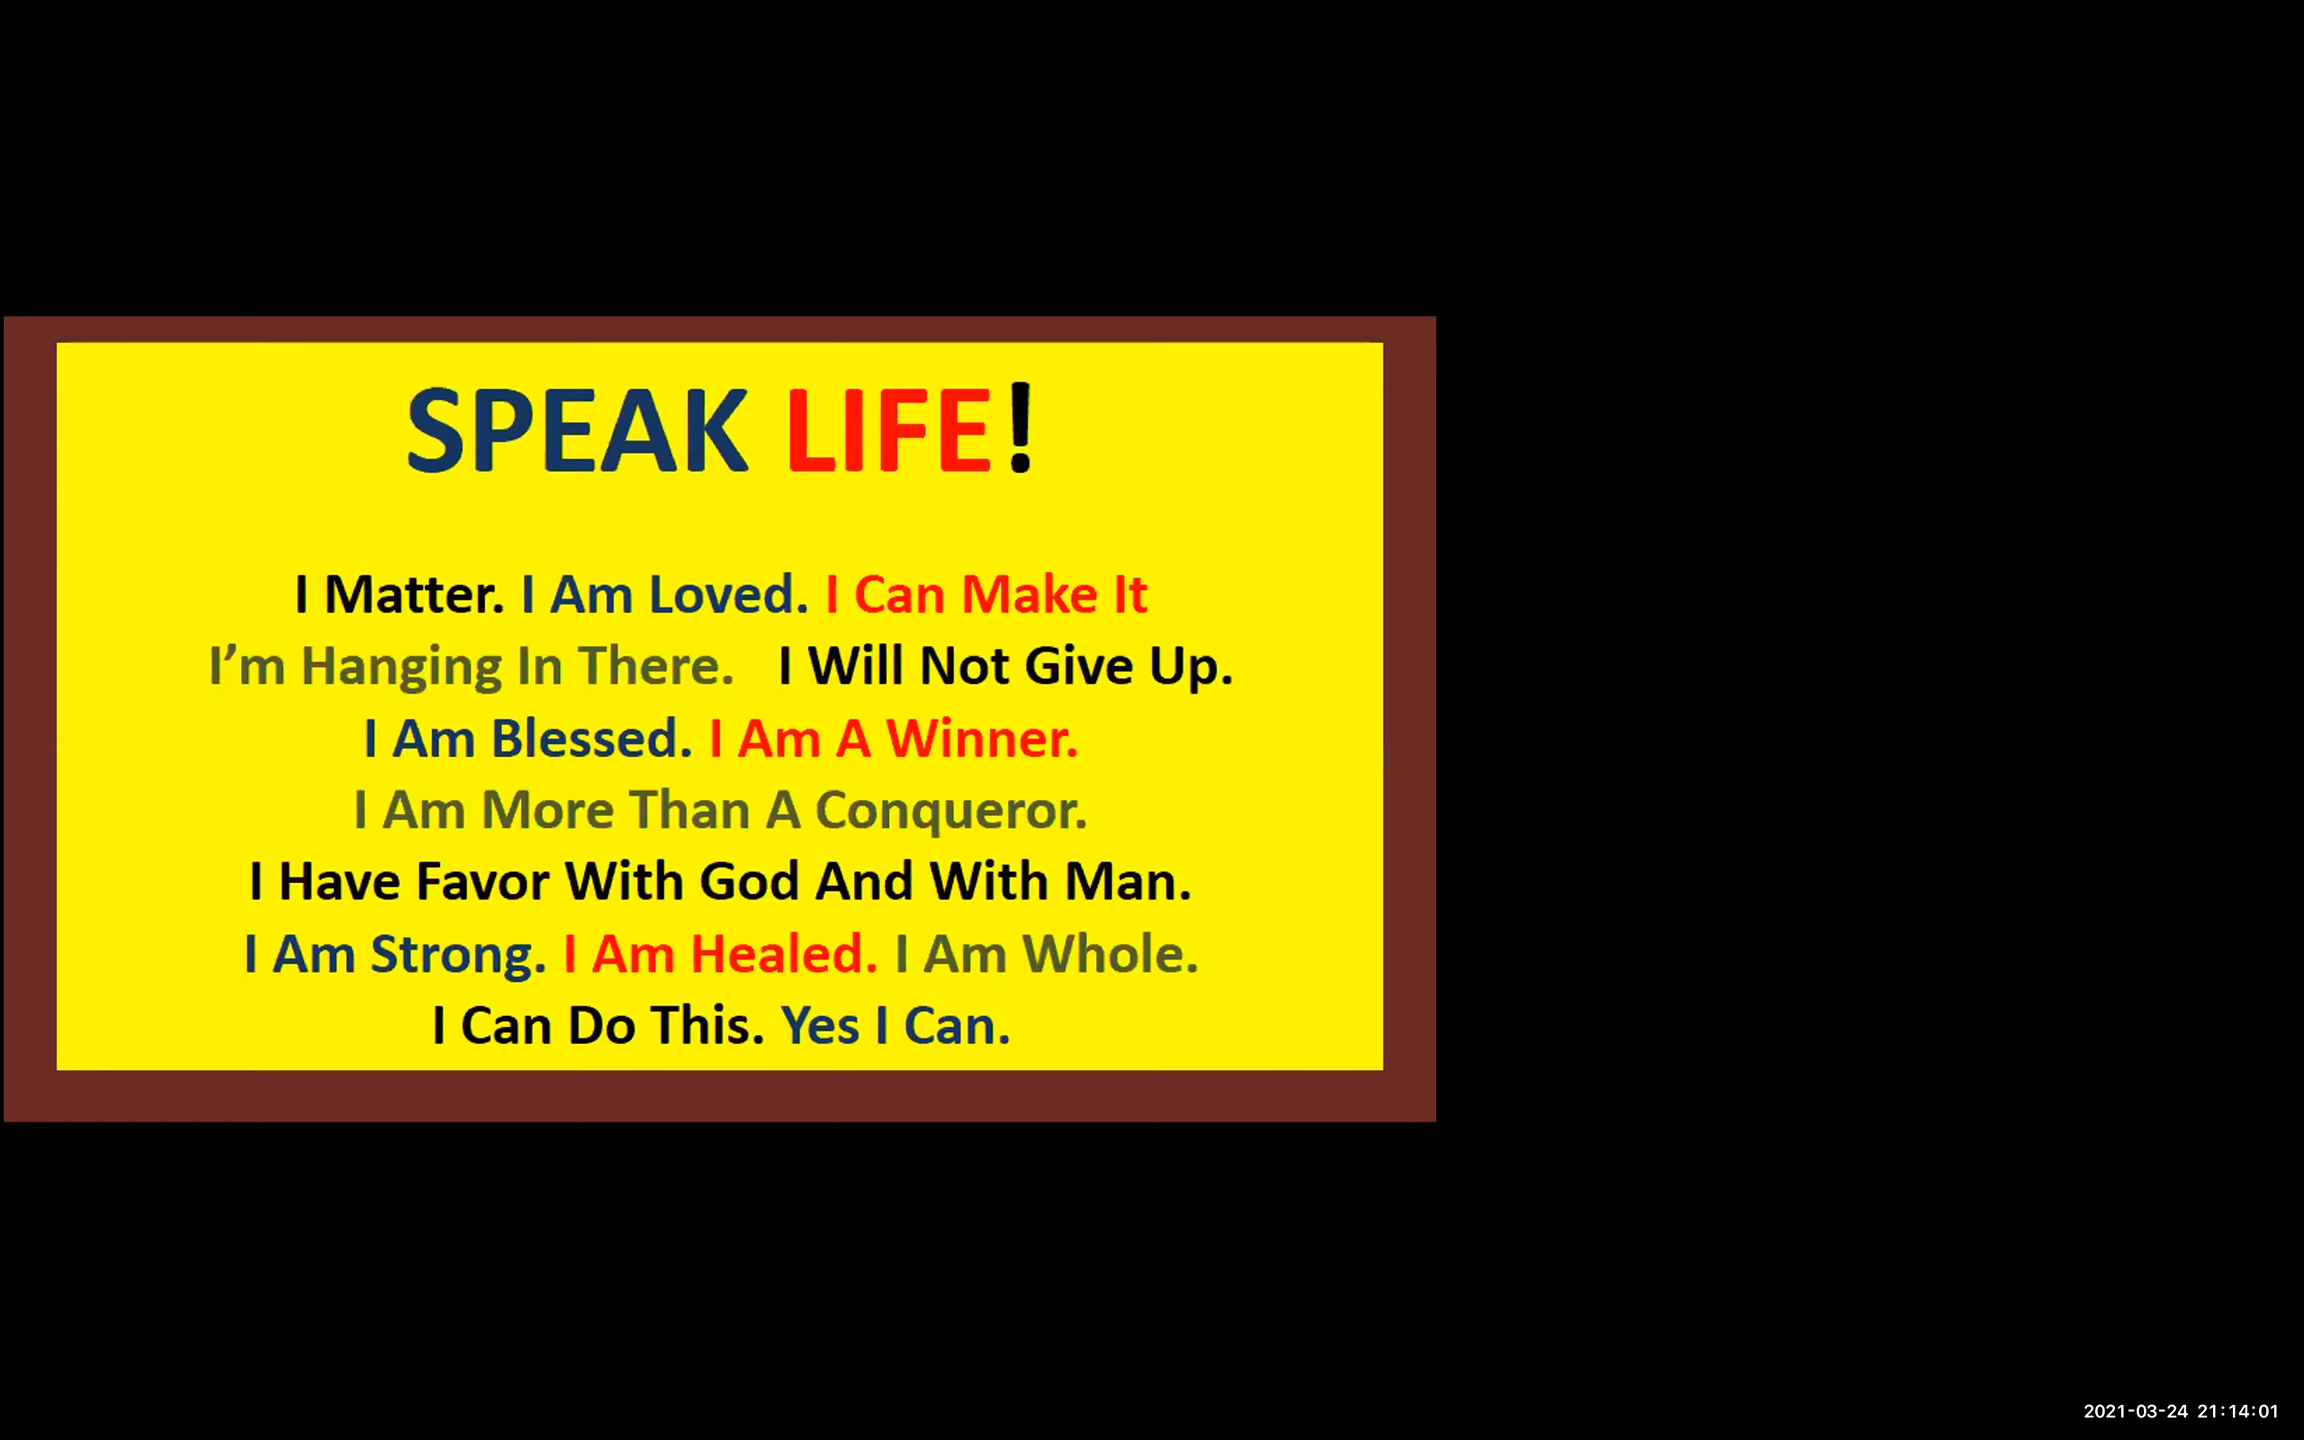 SPEAK LIFE!
I Matter. I Am Loved. I Can Make It
I’m Hanging In There. I Will Not Give Up.
I Am Blessed. I Am A Winner.
I Am More Than A Conqueror.
I Have Favor With God And With Man.
I Am Strong. I Am Healed. I Am Whole.
I Can Do This. Yes I Can.
2021-03-24 21:14:01